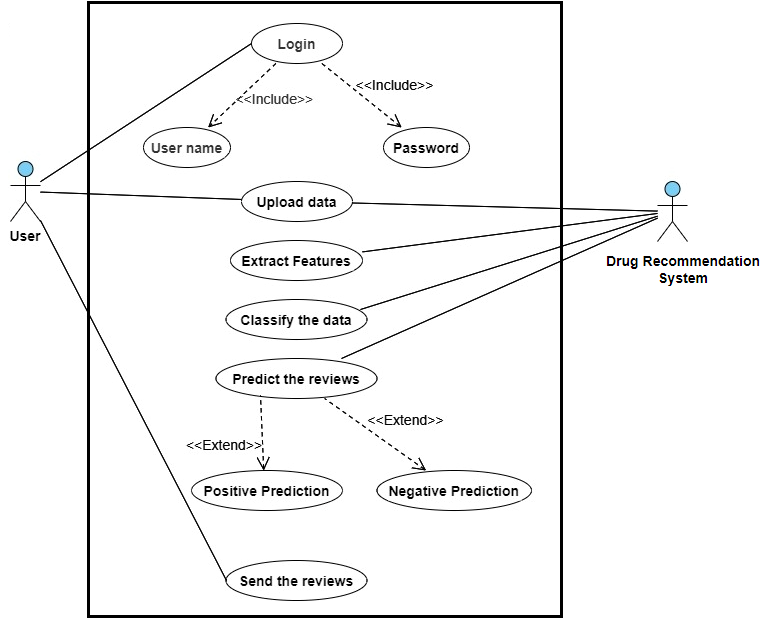 Login
<<Include>>
<<Include>>
User name
Password
User
Upload data
Extract Features
Drug Recommendation
System
Classify the data
Predict the reviews
<<Extend>>
<<Extend>>
Positive Prediction
Negative Prediction
Send the reviews